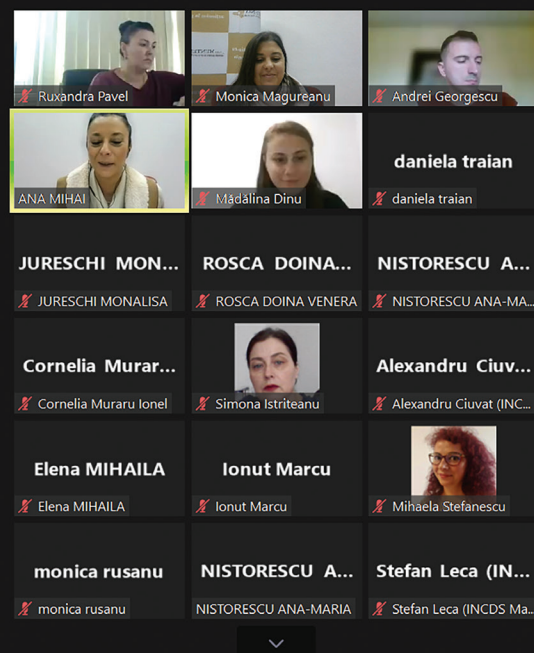 Ruxandra Pavel
Monica Magureanu
Andrei Georgescu
ANA MIHAI
Mădălina Dinu
daniela traian
daniela traian
JURESCHI MON...
JURESCHI MONALISA
ROSCA DOINA...
ROSCA DOINA VENERA
NISTORESCU A...
NISTORESCU ANA-MA...
Cornelia Murar...
Cornelia Muraru Ionel
Simona Istriteanu
Alexandru Ciuv...
Alexandru Ciuvat (INC...
Elena MIHAILA
Elena MIHAILA
Ionut Marcu
Ionut Marcu
Mihaela Stefanescu
monica rusanu
monica rusanu
NISTORESCU A...
NISTORESCU ANA-MARIA
Stefan Leca (IN...
Stefan Leca (INCDS Ma...